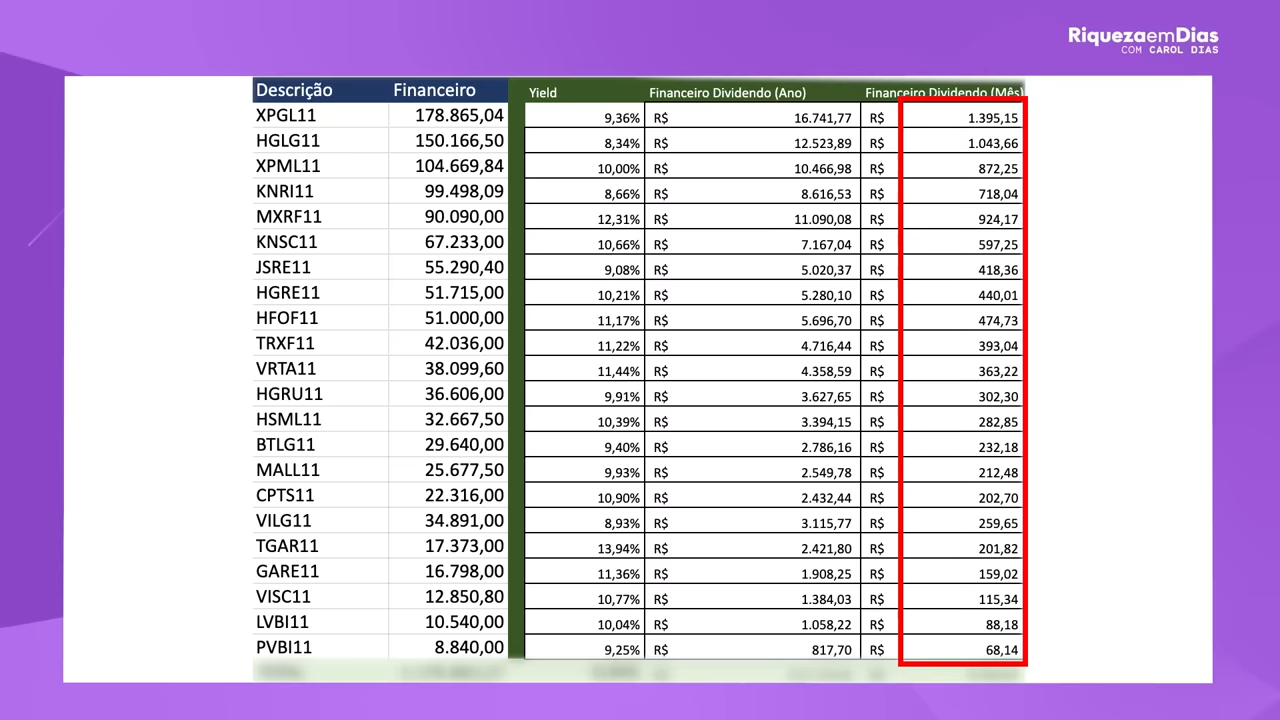 RiquezaemDias
COM CAROL DIAS
Descrição Financeiro Yield Financeiro Dividendo (Ano) Financeiro Dividendo (Mês)
XPGL11 178.865,04 9,36% R$ 16.741,77 R$ 1.395,15
HGLG11 150.166,50 8,34% R$ 12.523,89 R$ 1.043,66
XPML11 104.669,84 10,00% R$ 10.466,98 R$ 872,25
KNRI11 99.498,09 8,66% R$ 8.616,53 R$ 718,04
MXRF11 90.090,00 12,31% R$ 11.090,08 R$ 924,17
KNSC11 67.233,00 10,66% R$ 7.167,04 R$ 597,25
JSRE11 55.290,40 9,08% R$ 5.020,37 R$ 418,36
HGRE11 51.715,00 10,21% R$ 5.280,10 R$ 440,01
HFOF11 51.000,00 11,17% R$ 5.696,70 R$ 474,73
TRXF11 42.036,00 11,22% R$ 4.716,44 R$ 393,04
VRTA11 38.099,60 11,44% R$ 4.358,59 R$ 363,22
HGRU11 36.606,00 9,91% R$ 3.627,65 R$ 302,30
HSML11 32.667,50 10,39% R$ 3.394,15 R$ 282,85
BTLG11 29.640,00 9,40% R$ 2.786,16 R$ 232,18
MALL11 25.677,50 9,93% R$ 2.549,78 R$ 212,48
CPTS11 22.316,00 10,90% R$ 2.432,44 R$ 202,70
VILG11 34.891,00 8,93% R$ 3.115,77 R$ 259,65
TGAR11 17.373,00 13,94% R$ 2.421,80 R$ 201,82
GARE11 16.798,00 11,36% R$ 1.908,25 R$ 159,02
VISC11 12.850,80 10,77% R$ 1.384,03 R$ 115,34
LVBI11 10.540,00 10,04% R$ 1.058,22 R$ 88,18
PVBI11 8.840,00 9,25% R$ 817,70 R$ 68,14